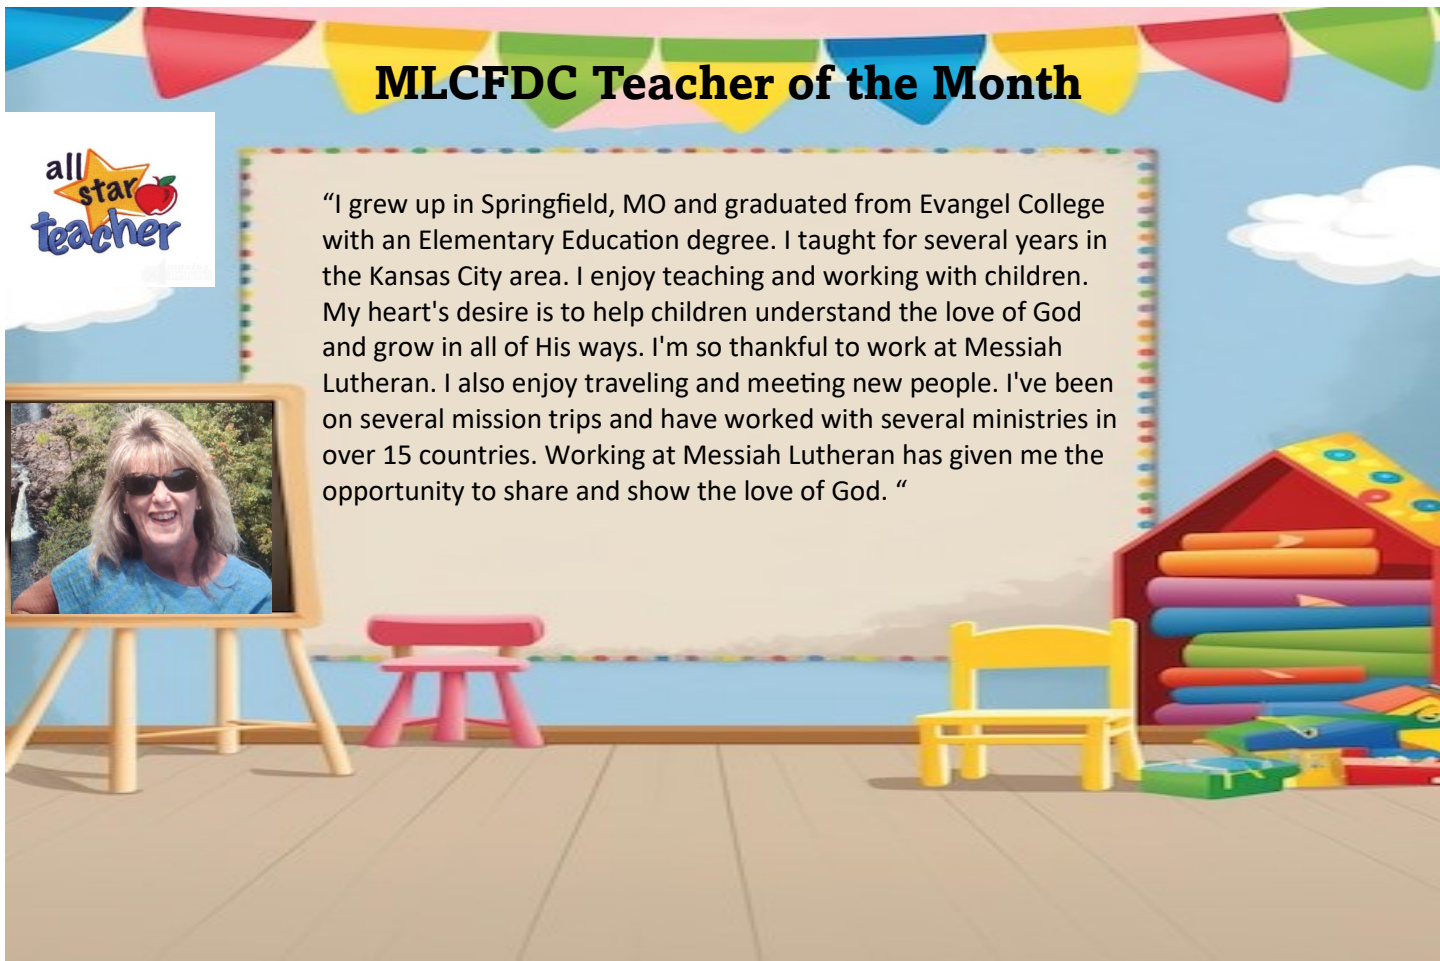 MLCFDC Teacher of the Month
all
star
teacher
“I grew up in Springfield, MO and graduated from Evangel College
with an Elementary Education degree. I taught for several years in
the Kansas City area. I enjoy teaching and working with children.
My heart's desire is to help children understand the love of God
and grow in all of His ways. I'm so thankful to work at Messiah
Lutheran. I also enjoy traveling and meeting new people. I've been
on several mission trips and have worked with several ministries in
over 15 countries. Working at Messiah Lutheran has given me the
opportunity to share and show the love of God. “